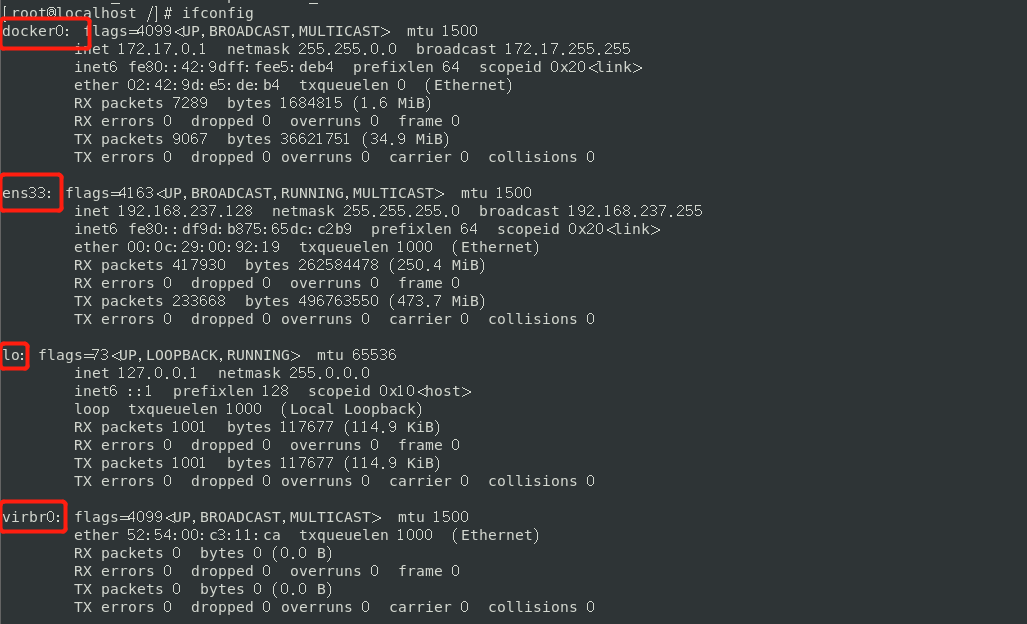 [root@localhost /]# ifconfig
docker0: flags=4099<UP,BROADCAST,MULTICAST>  mtu 1500
        inet 172.17.0.1  netmask 255.255.0.0  broadcast 172.17.255.255
        inet6 fe80::42:9dff:fee5:deb4  prefixlen 64  scopeid 0x20<link>
        ether 02:42:9d:e5:de:b4  txqueuelen 0  (Ethernet)
        RX packets 7289  bytes 1684815 (1.6 MiB)
        RX errors 0  dropped 0  overruns 0  frame 0
        TX packets 9067  bytes 36621751 (34.9 MiB)
        TX errors 0  dropped 0 overruns 0  carrier 0  collisions 0
ens33: flags=4163<UP,BROADCAST,RUNNING,MULTICAST>  mtu 1500
        inet 192.168.237.128  netmask 255.255.255.0  broadcast 192.168.237.255
        inet6 fe80::df9d:b875:65dc:c2b9  prefixlen 64  scopeid 0x20<link>
        ether 00:0c:29:00:92:19  txqueuelen 1000  (Ethernet)
        RX packets 417930  bytes 262584478 (250.4 MiB)
        RX errors 0  dropped 0  overruns 0  frame 0
        TX packets 233668  bytes 496763550 (473.7 MiB)
        TX errors 0  dropped 0 overruns 0  carrier 0  collisions 0
lo: flags=73<UP,LOOPBACK,RUNNING>  mtu 65536
        inet 127.0.0.1  netmask 255.0.0.0
        inet6 ::1  prefixlen 128  scopeid 0x10<host>
        loop  txqueuelen 1000  (Local Loopback)
        RX packets 1001  bytes 117677 (114.9 KiB)
        RX errors 0  dropped 0  overruns 0  frame 0
        TX packets 1001  bytes 117677 (114.9 KiB)
        TX errors 0  dropped 0 overruns 0  carrier 0  collisions 0
virbr0: flags=4099<UP,BROADCAST,MULTICAST>  mtu 1500
        ether 52:54:00:c3:11:ca  txqueuelen 1000  (Ethernet)
        RX packets 0  bytes 0 (0.0 B)
        RX errors 0  dropped 0  overruns 0  frame 0
        TX packets 0  bytes 0 (0.0 B)
        TX errors 0  dropped 0 overruns 0  carrier 0  collisions 0